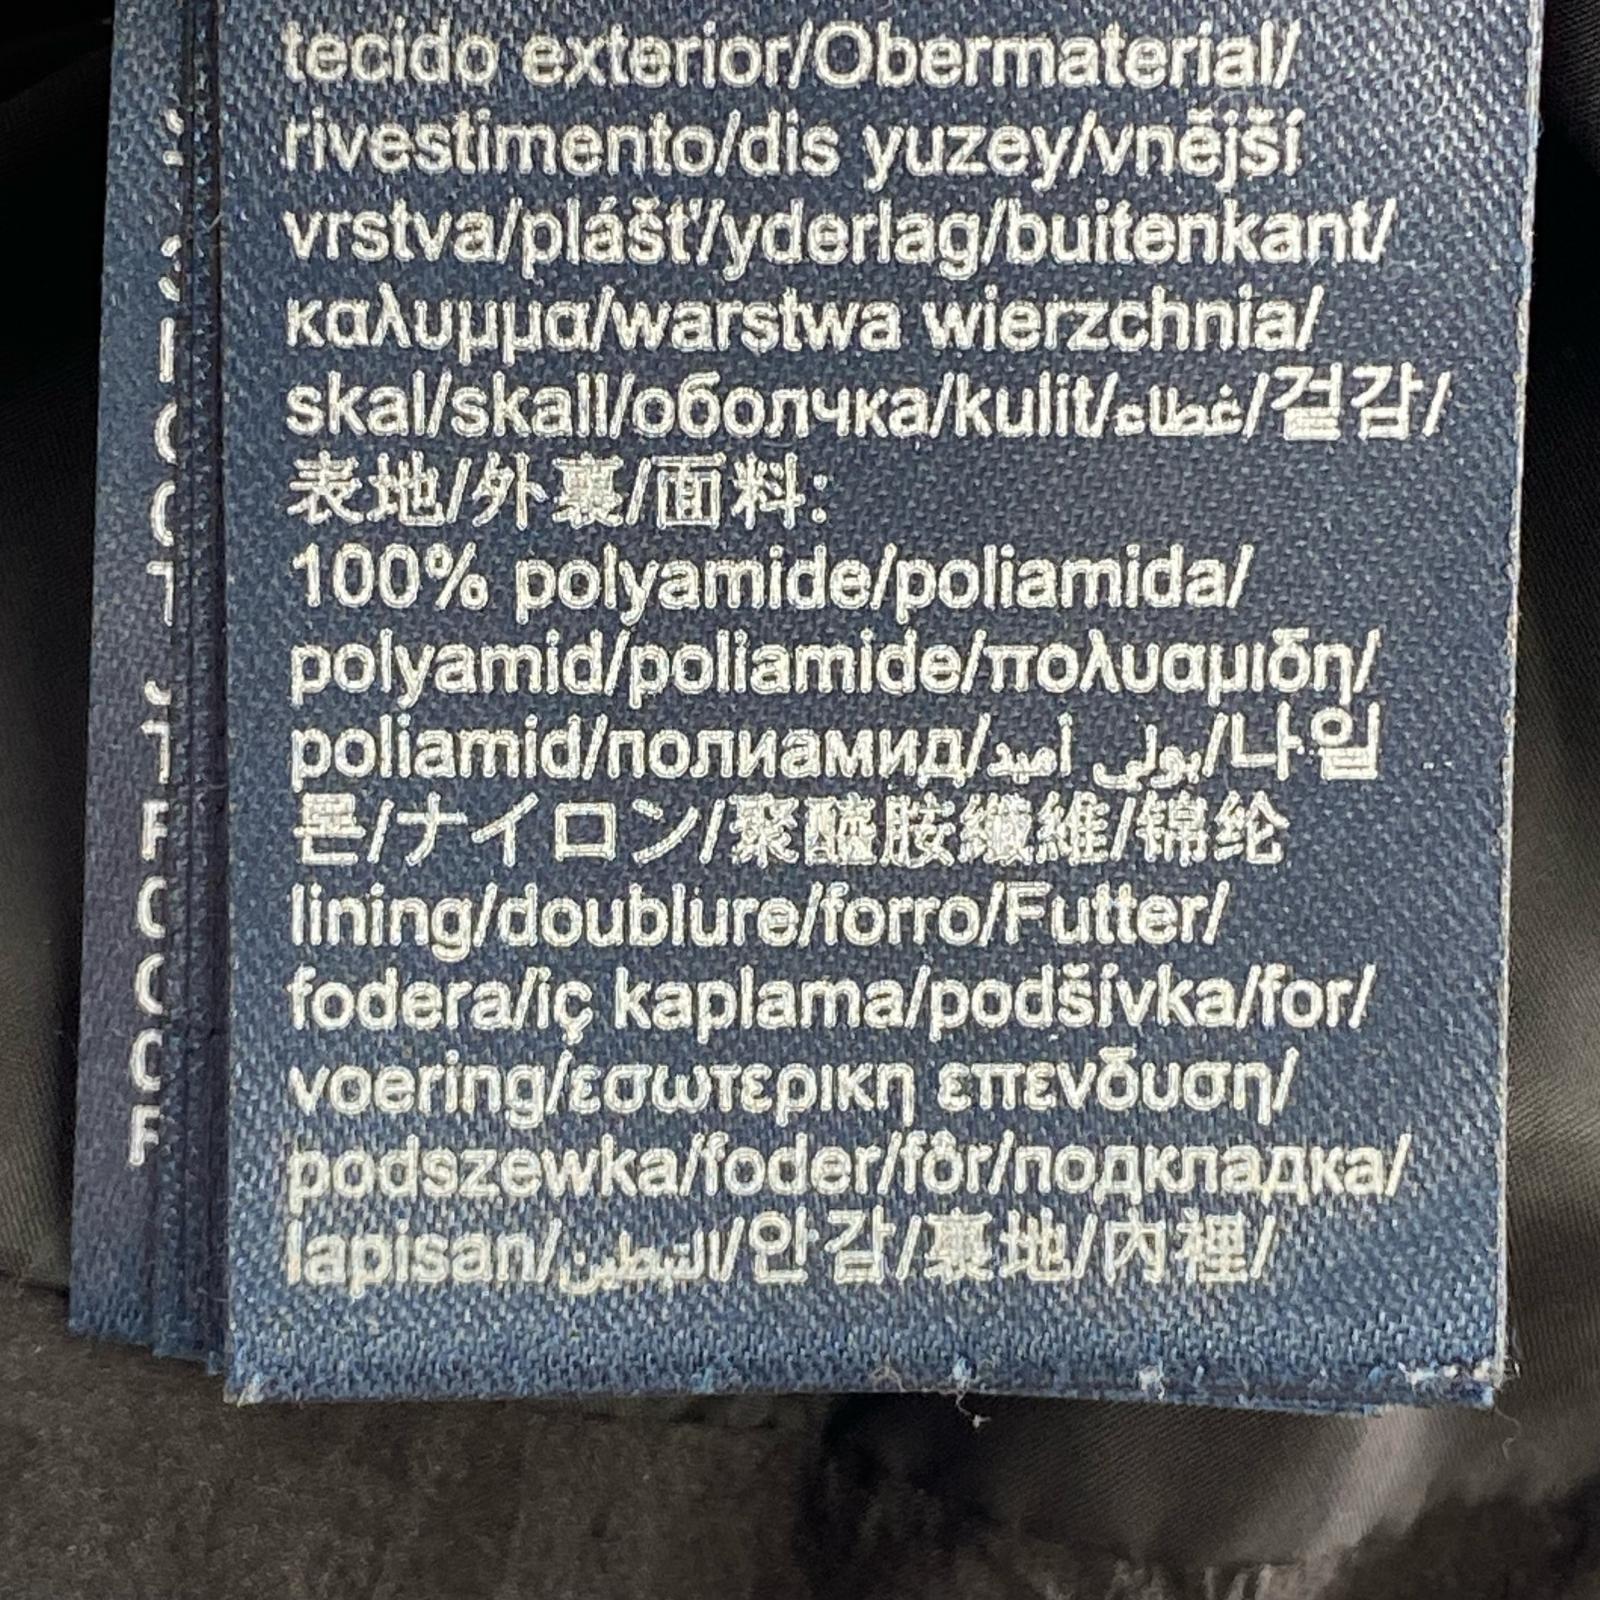 tecido exterior/Obermaterial/
rivestimento/dis yuzey/vnější
vrstva/plášť/yderlag/buitenkant/
καλυμμα/warstwa wierzchnia/
skal/skall/оболчка/kulit/غطاء/겉감/
表地/外裏/面料:
100% polyamide/poliamida/
polyamid/poliamide/πολυαμιδη/
poliamid/полиамид/بولي أميد/나일
론/ナイロン/聚醯胺纖維/锦纶
lining/doublure/forro/Futter/
fodera/iç kaplama/podšívka/for/
voering/εσωτερικη επενδυση/
podszewka/foder/fôr/подкладка/
lapisan/التبطين/안감/裏地/內裡/